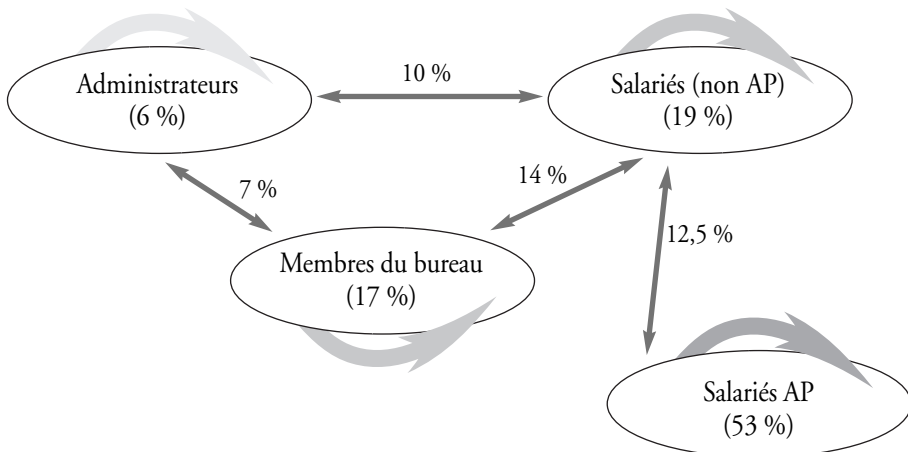 Administrateurs
(6 %)
10 %
Salariés (non AP)
(19 %)
7 %
14 %
12,5 %
Membres du bureau
(17 %)
Salariés AP
(53 %)